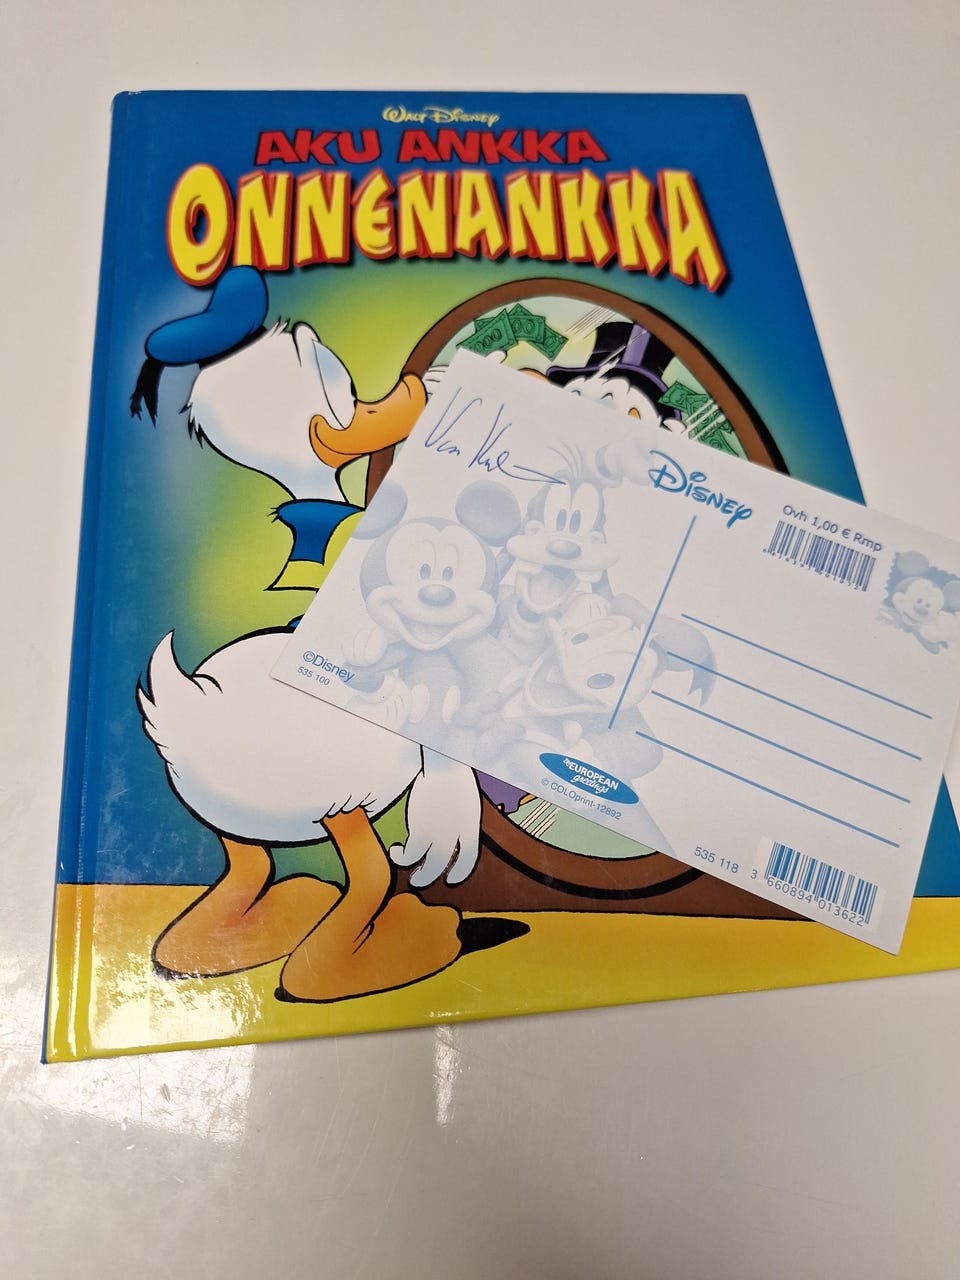 WALT DISNEY
AKU ANKKA
ONNENANKKA
DISNEY
Ovh 1,00 € Rmp
©Disney
535 100
EUROPEAN
greetings
© COLOprint-12892
535 118
3 660894 013622